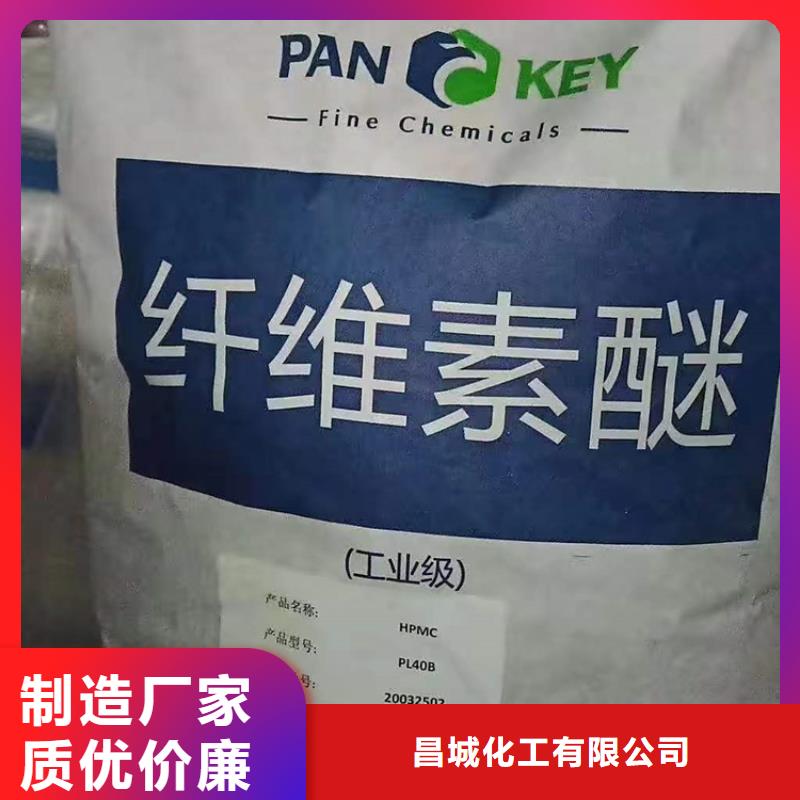 PAN KEY
Fine Chemicals
纤维素醚
(工业级)
产品名称: HPMC
产品型号: PL40B
号: 20032502
制造厂家
质优价廉
昌城化工有限公司